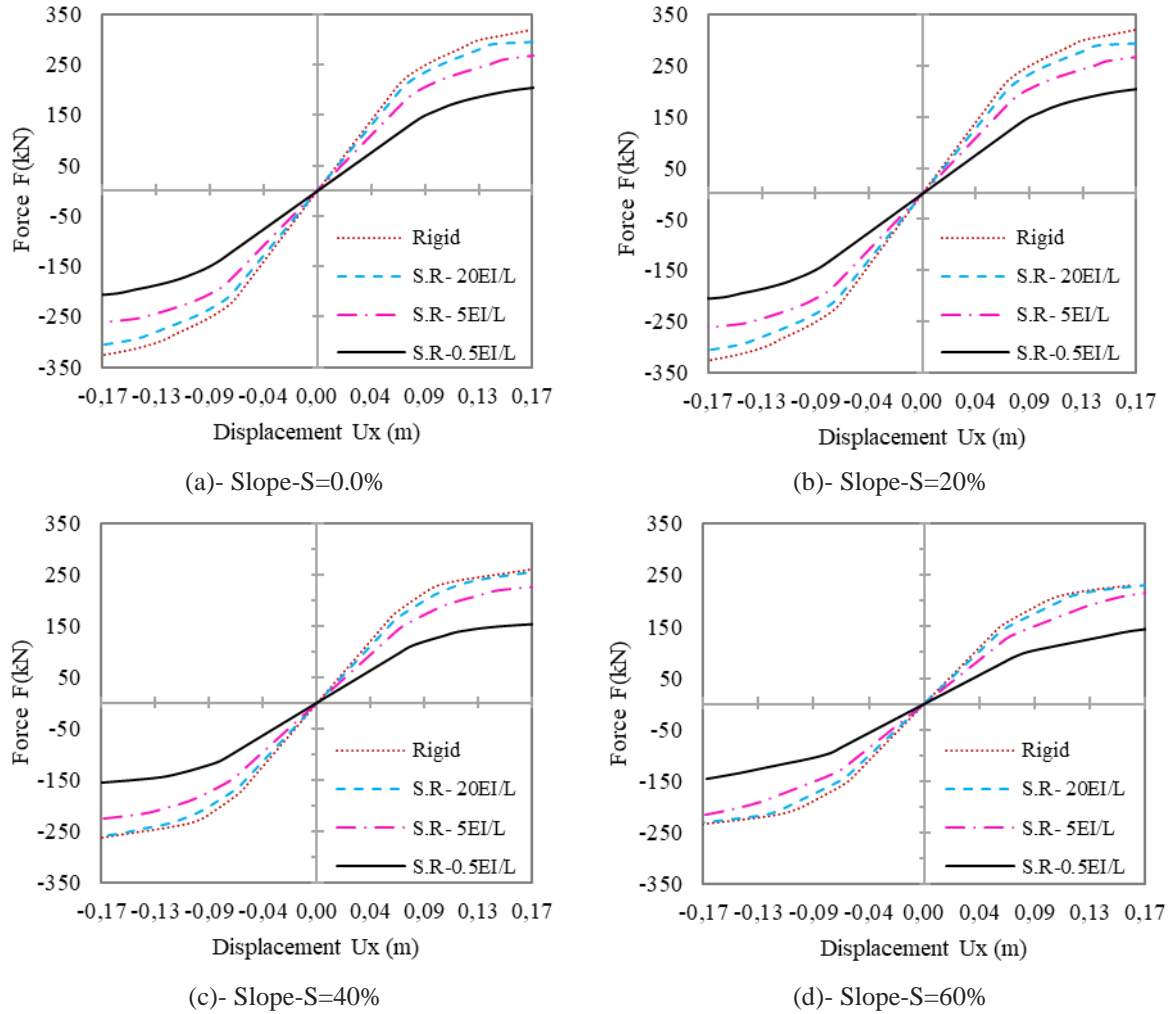 350
250
150
50
-50
-150
-250
-350
Force F(kN)
Rigid
S.R- 20EI/L
S.R- 5EI/L
S.R-0.5EI/L
-0,17 -0,13 -0,09 -0,04 0,00 0,04 0,09 0,13 0,17
Displacement Ux (m)
(a)- Slope-S=0.0%
350
250
150
50
-50
-150
-250
-350
Force F(kN)
Rigid
S.R- 20EI/L
S.R- 5EI/L
S.R-0.5EI/L
-0,17 -0,13 -0,09 -0,04 0,00 0,04 0,09 0,13 0,17
Displacement Ux (m)
(b)- Slope-S=20%
350
250
150
50
-50
-150
-250
-350
Force F(kN)
Rigid
S.R- 20EI/L
S.R- 5EI/L
S.R-0.5EI/L
-0,17 -0,13 -0,09 -0,04 0,00 0,04 0,09 0,13 0,17
Displacement Ux (m)
(c)- Slope-S=40%
350
250
150
50
-50
-150
-250
-350
Force F(kN)
Rigid
S.R- 20EI/L
S.R- 5EI/L
S.R-0.5EI/L
-0,17 -0,13 -0,09 -0,04 0,00 0,04 0,09 0,13 0,17
Displacement Ux (m)
(d)- Slope-S=60%